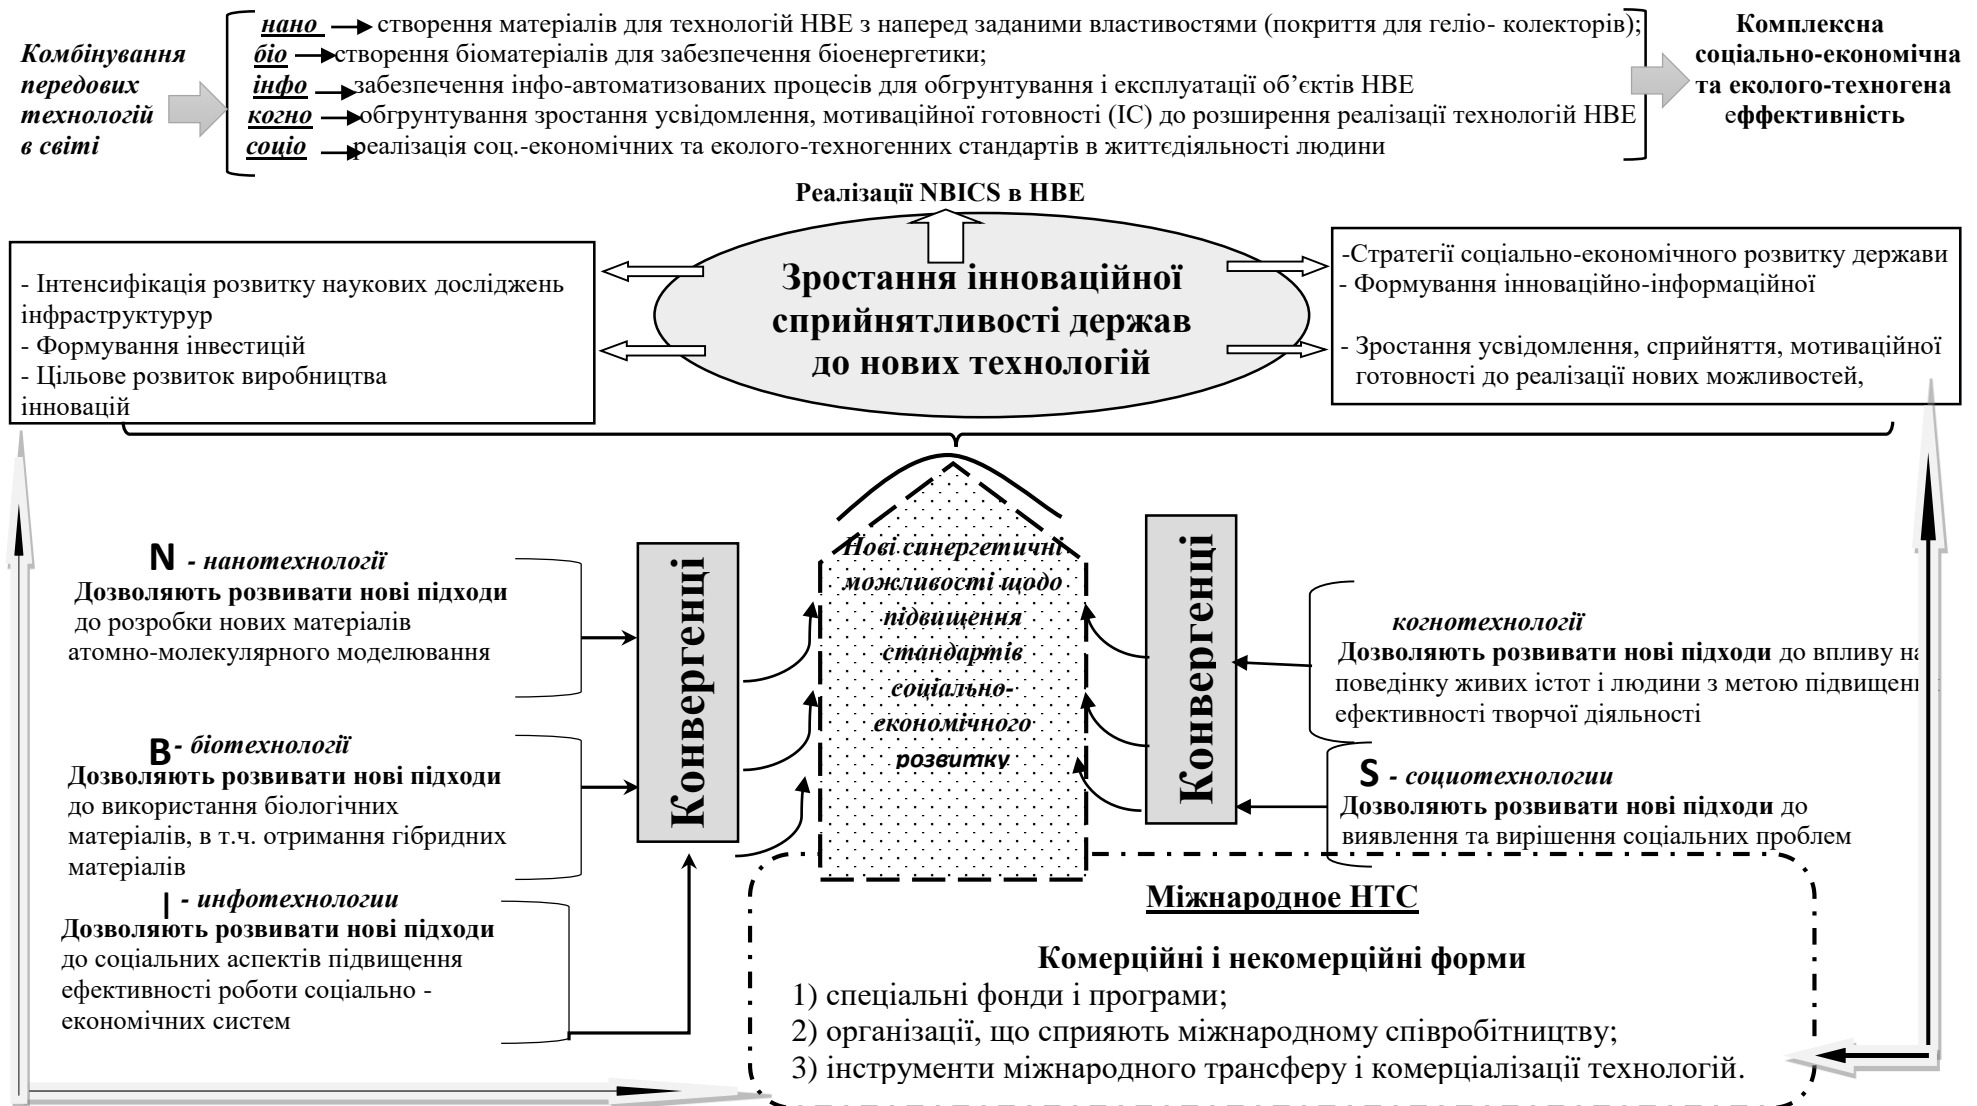 Комбінування
передових
технологій
в світі
нано створення матеріалів для технологій НВЕ з наперед заданими властивостями (покриття для геліо- колекторів);
біо створення біоматеріалів для забезпечення біоенергетики;
інфо забезпечення інфо-автоматизованих процесів для обгрунтування і експлуатації об’єктів НВЕ
когно обгрунтування зростання усвідомлення, мотиваційної готовності (ІС) до розширення реалізації технологій НВЕ
соціо реалізація соц.-економічних та еколого-техногенних стандартів в життєдіяльності людини
Комплексна
соціально-економічна
та еколого-техногена
еффективність
Реалізації NBICS в НВЕ
- Інтенсифікація розвитку наукових досліджень
інфраструктурур
- Формування інвестицій
- Цільове розвиток виробництва
інновацій
Зростання інноваційної
сприйнятливості держав
до нових технологій
-Стратегії соціально-економічного розвитку держави
- Формування інноваційно-інформаційної
- Зростання усвідомлення, сприйняття, мотиваційної
готовності до реалізації нових можливостей,
N - нанотехнології
Дозволяють розвивати нові підходи
до розробки нових матеріалів
атомно-молекулярного моделювання
B - біотехнології
Дозволяють розвивати нові підходи
до використання біологічних
матеріалів, в т.ч. отримання гібридних
матеріалів
I - инфотехнологии
Дозволяють розвивати нові підходи
до соціальних аспектів підвищення
ефективності роботи соціально -
економічних систем
Конвергенці
Нові синергетичні
можливості щодо
підвищення
стандартів
соціально-
економічного
розвитку
Конвергенці
когнотехнології
Дозволяють розвивати нові підходи до впливу на
поведінку живих істот і людини з метою підвищен
ефективності творчої діяльності
S - социотехнологии
Дозволяють розвивати нові підходи до
виявлення та вирішення соціальних проблем
Міжнародное НТС
Комерційні і некомерційні форми
1) спеціальні фонди і програми;
2) організації, що сприяють міжнародному співробітництву;
3) інструменти міжнародного трансферу і комерціалізації технологій.